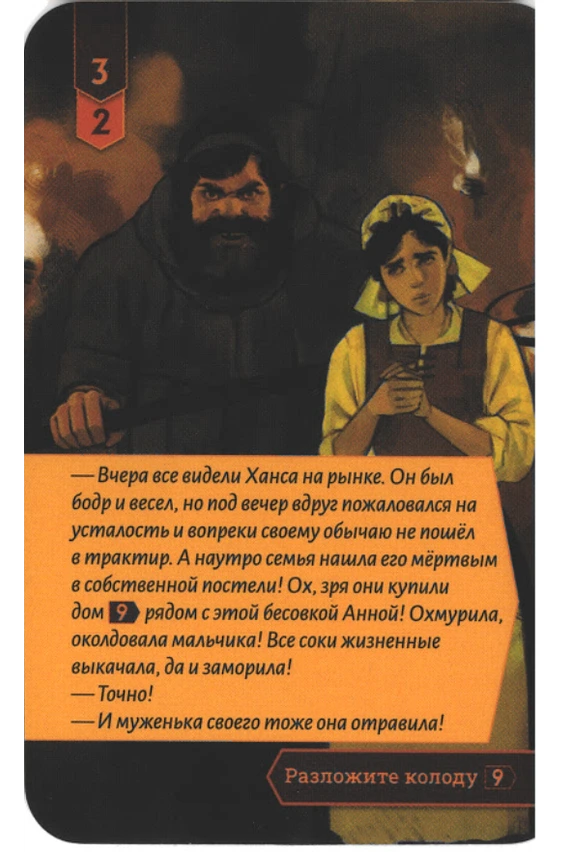 3
2
— Вчера все видели Ханса на рынке. Он был
бодр и весел, но под вечер вдруг пожаловался на
усталость и вопреки своему обычаю не пошёл
в трактир. А наутро семья нашла его мёртвым
в собственной постели! Ох, зря они купили
дом 9 рядом с этой бесовкой Анной! Охмурила,
околдовала мальчика! Все соки жизненные
выкачала, да и заморила!
— Точно!
— И муженька своего тоже она отравила!
Разложите колоду 9